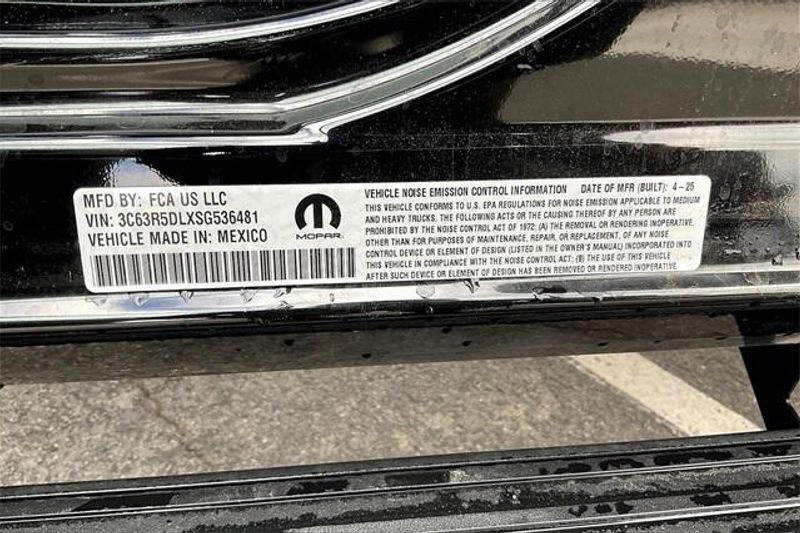 MFD BY: FCA US LLC
VIN: 3C63R5DLXSG536481
VEHICLE MADE IN: MEXICO
MOPAR
VEHICLE NOISE EMISSION CONTROL INFORMATION DATE OF MFR (BUILT): 4-25
THIS VEHICLE CONFORMS TO U.S. EPA REGULATIONS FOR NOISE EMISSION APPLICABLE TO MEDIUM
AND HEAVY TRUCKS. THE FOLLOWING ACTS OR THE CAUSING THEREOF BY ANY PERSON ARE
PROHIBITED BY THE NOISE CONTROL ACT OF 1972; (A) THE REMOVAL OR RENDERING INOPERATIVE,
OTHER THAN FOR PURPOSES OF MAINTENANCE, REPAIR, OR REPLACEMENT, OF ANY NOISE
CONTROL DEVICE OR ELEMENT OF DESIGN (LISTED IN THE OWNER'S MANUAL) INCORPORATED INTO
THIS VEHICLE IN COMPLIANCE WITH THE NOISE CONTROL ACT; (B) THE USE OF THIS VEHICLE
AFTER SUCH DEVICE OR ELEMENT OF DESIGN HAS BEEN REMOVED OR RENDERED INOPERATIVE.